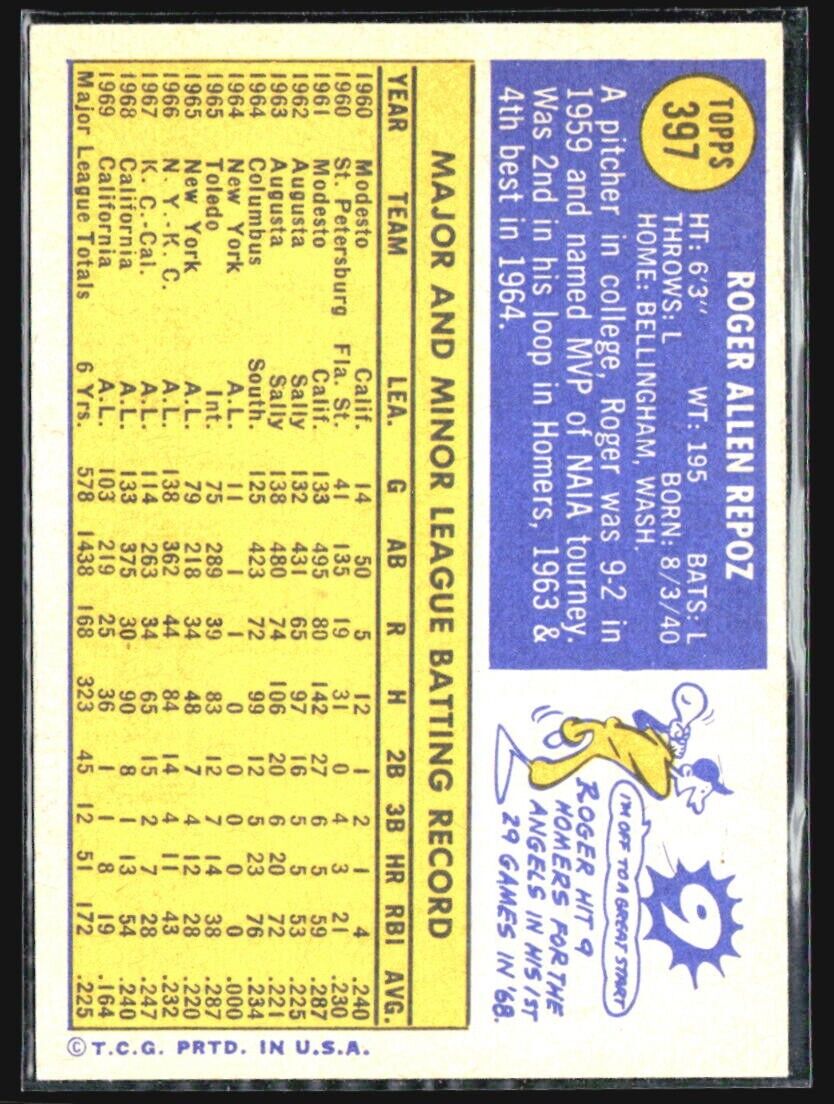 TOPPS
397
ROGER ALLEN REPOZ
HT: 6'3" WT: 195 BATS: L
THROWS: L BORN: 8/3/40
HOME: BELLINGHAM, WASH.
A pitcher in college, Roger was 9-2 in
1959 and named MVP of NAIA tourney.
Was 2nd in his loop in Homers, 1963 &
4th best in 1964.
9
I'M OFF TO A GREAT START
ROGER HIT 9
HOMERS FOR THE
ANGELS IN HIS 1ST
29 GAMES IN '68.
MAJOR AND MINOR LEAGUE BATTING RECORD
YEAR TEAM LEA. G AB R H 2B 3B HR RBI AVG.
1960 Modesto Calif. 14 50 5 12 1 2 1 4 .240
1960 St. Petersburg Fla. St. 41 135 19 31 0 4 3 21 .230
1961 Modesto Calif. 133 495 80 142 27 6 5 59 .287
1962 Augusta Sally 132 431 65 97 16 5 5 53 .225
1963 Augusta Sally 138 480 74 106 20 6 20 72 .221
1964 Columbus South. 125 423 72 99 12 5 23 76 .234
1964 New York A.L. 11 1 1 0 0 0 0 0 .000
1965 Toledo Int. 75 289 39 83 12 7 14 38 .287
1965 New York A.L. 79 218 34 48 7 4 12 28 .220
1966 N. Y.-K. C. A.L. 138 362 44 84 14 4 11 43 .232
1967 K. C.-Cal. A.L. 114 263 34 65 15 2 7 28 .247
1968 California A.L. 133 375 30 90 8 1 13 54 .240
1969 California A.L. 103 219 25 36 1 1 8 19 .164
Major League Totals 6 Yrs. 578 1438 168 323 45 12 51 172 .225
© T.C.G. PRTD. IN U.S.A.